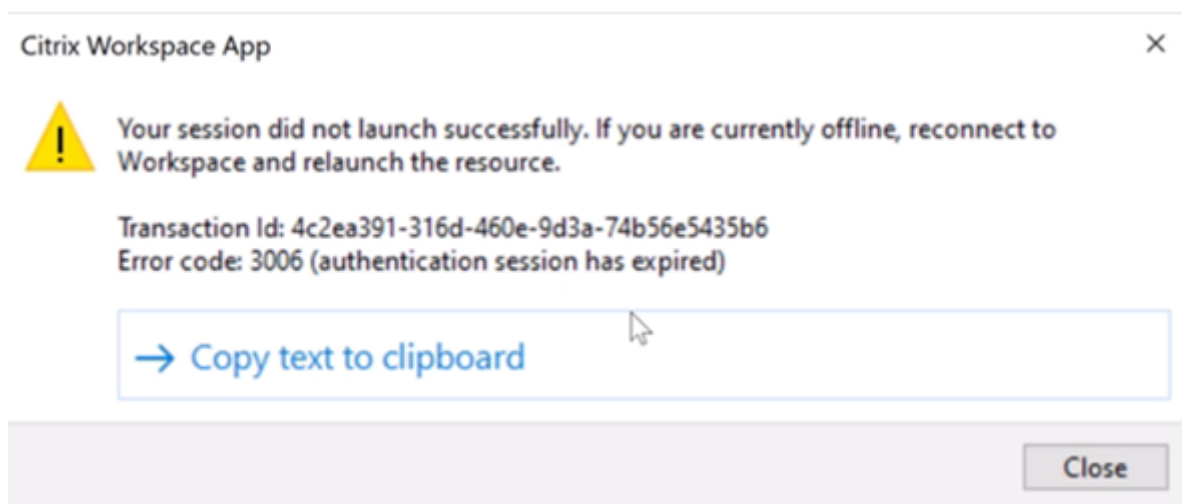 Citrix Workspace App
Your session did not launch successfully. If you are currently offline, reconnect to
Workspace and relaunch the resource.
Transaction Id: 4c2ea391-316d-460e-9d3a-74b56e5435b6
Error code: 3006 (authentication session has expired)
Copy text to clipboard
Close